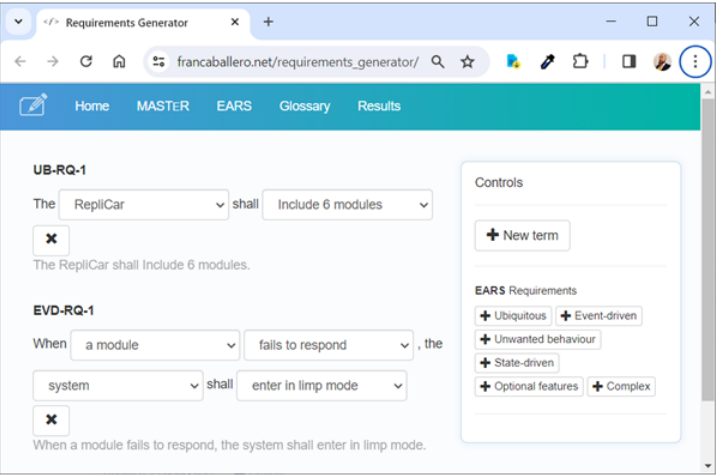 Requirements Generator
francaballero.net/requirements_generator/
Home MASTER EARS Glossary Results
UB-RQ-1
The RepliCar shall Include 6 modules
The RepliCar shall Include 6 modules.
EVD-RQ-1
When a module fails to respond , the
system shall enter in limp mode
When a module fails to respond, the system shall enter in limp mode.
Controls
New term
EARS Requirements
Ubiquitous Event-driven
Unwanted behaviour
State-driven
Optional features Complex